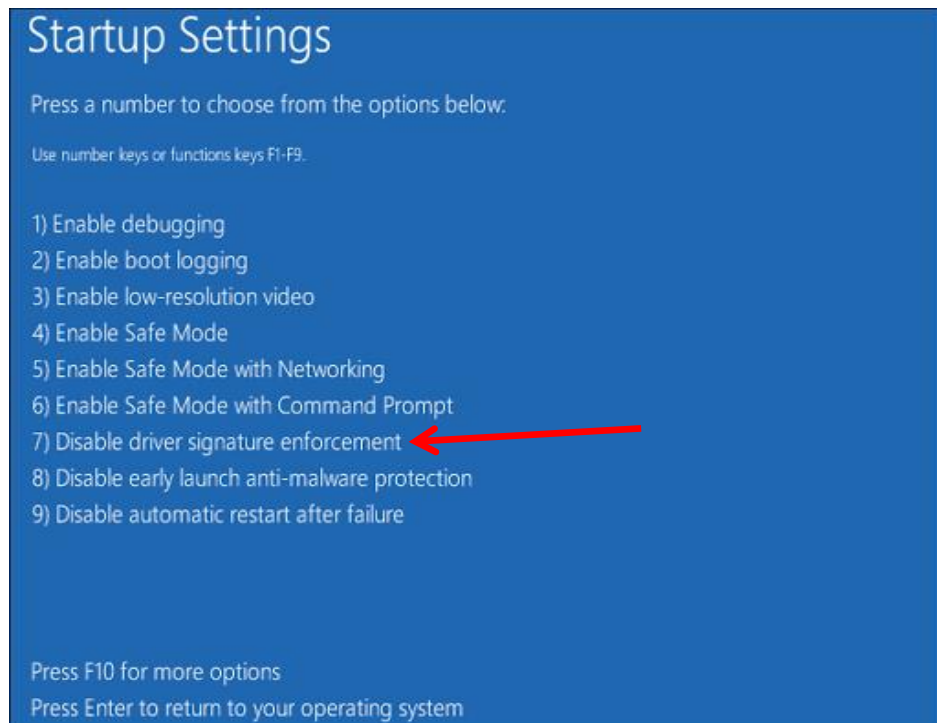 Startup Settings
Press a number to choose from the options below:
Use number keys or functions keys F1-F9.
1) Enable debugging
2) Enable boot logging
3) Enable low-resolution video
4) Enable Safe Mode
5) Enable Safe Mode with Networking
6) Enable Safe Mode with Command Prompt
7) Disable driver signature enforcement
8) Disable early launch anti-malware protection
9) Disable automatic restart after failure
Press F10 for more options
Press Enter to return to your operating system